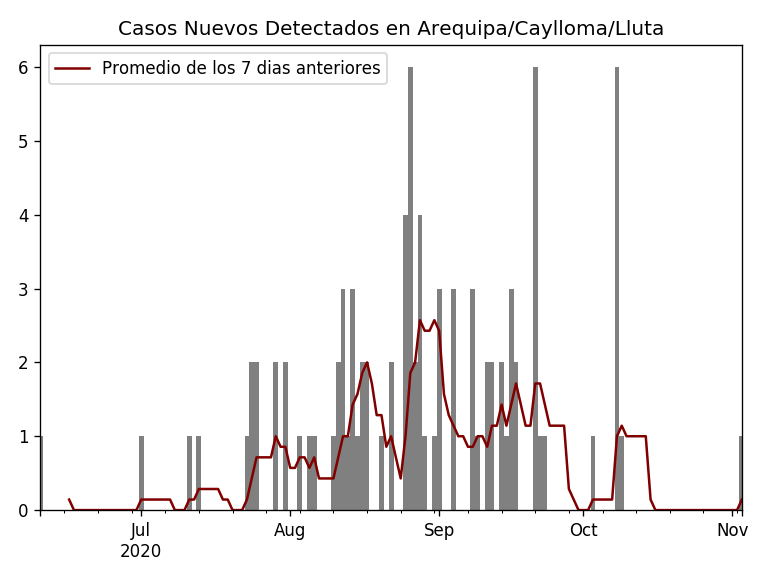 Casos Nuevos Detectados en Arequipa/Caylloma/Lluta
Promedio de los 7 dias anteriores
6
5
4
3
2
1
0
Jul Aug Sep Oct Nov
2020